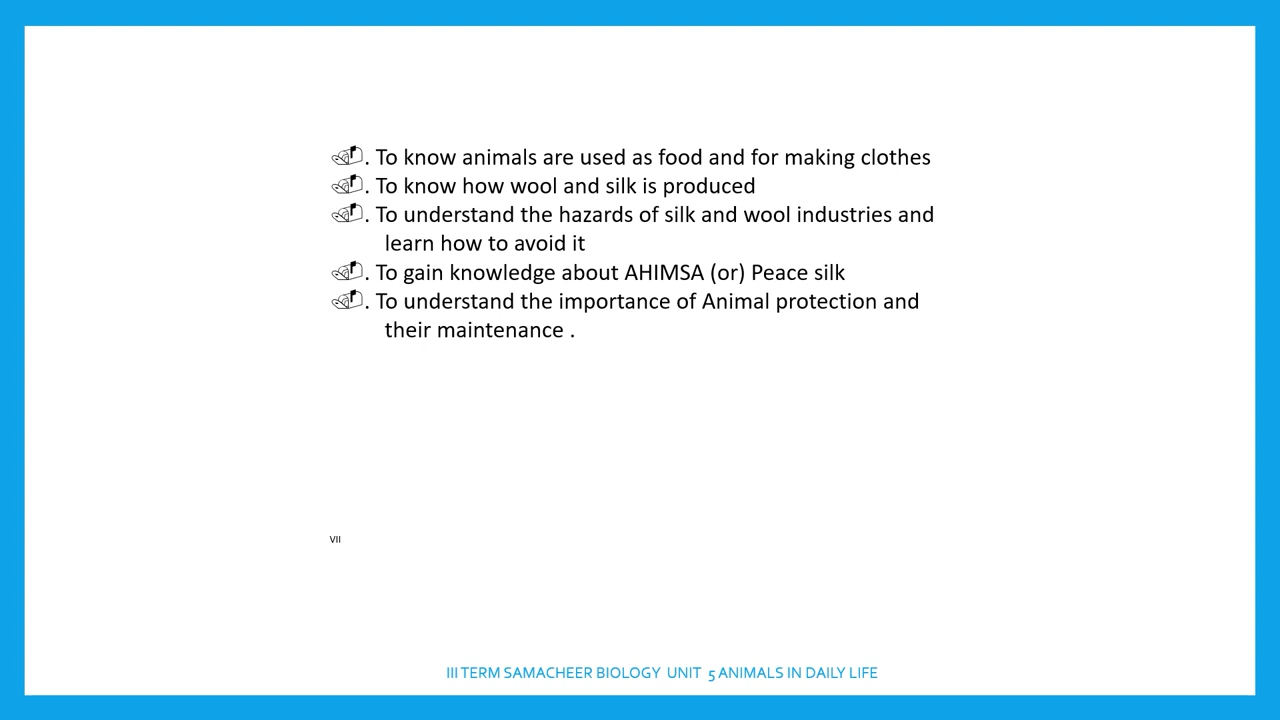 . To know animals are used as food and for making clothes
. To know how wool and silk is produced
. To understand the hazards of silk and wool industries and
learn how to avoid it
. To gain knowledge about AHIMSA (or) Peace silk
. To understand the importance of Animal protection and
their maintenance .
VII
III TERM SAMACHEER BIOLOGY UNIT 5 ANIMALS IN DAILY LIFE